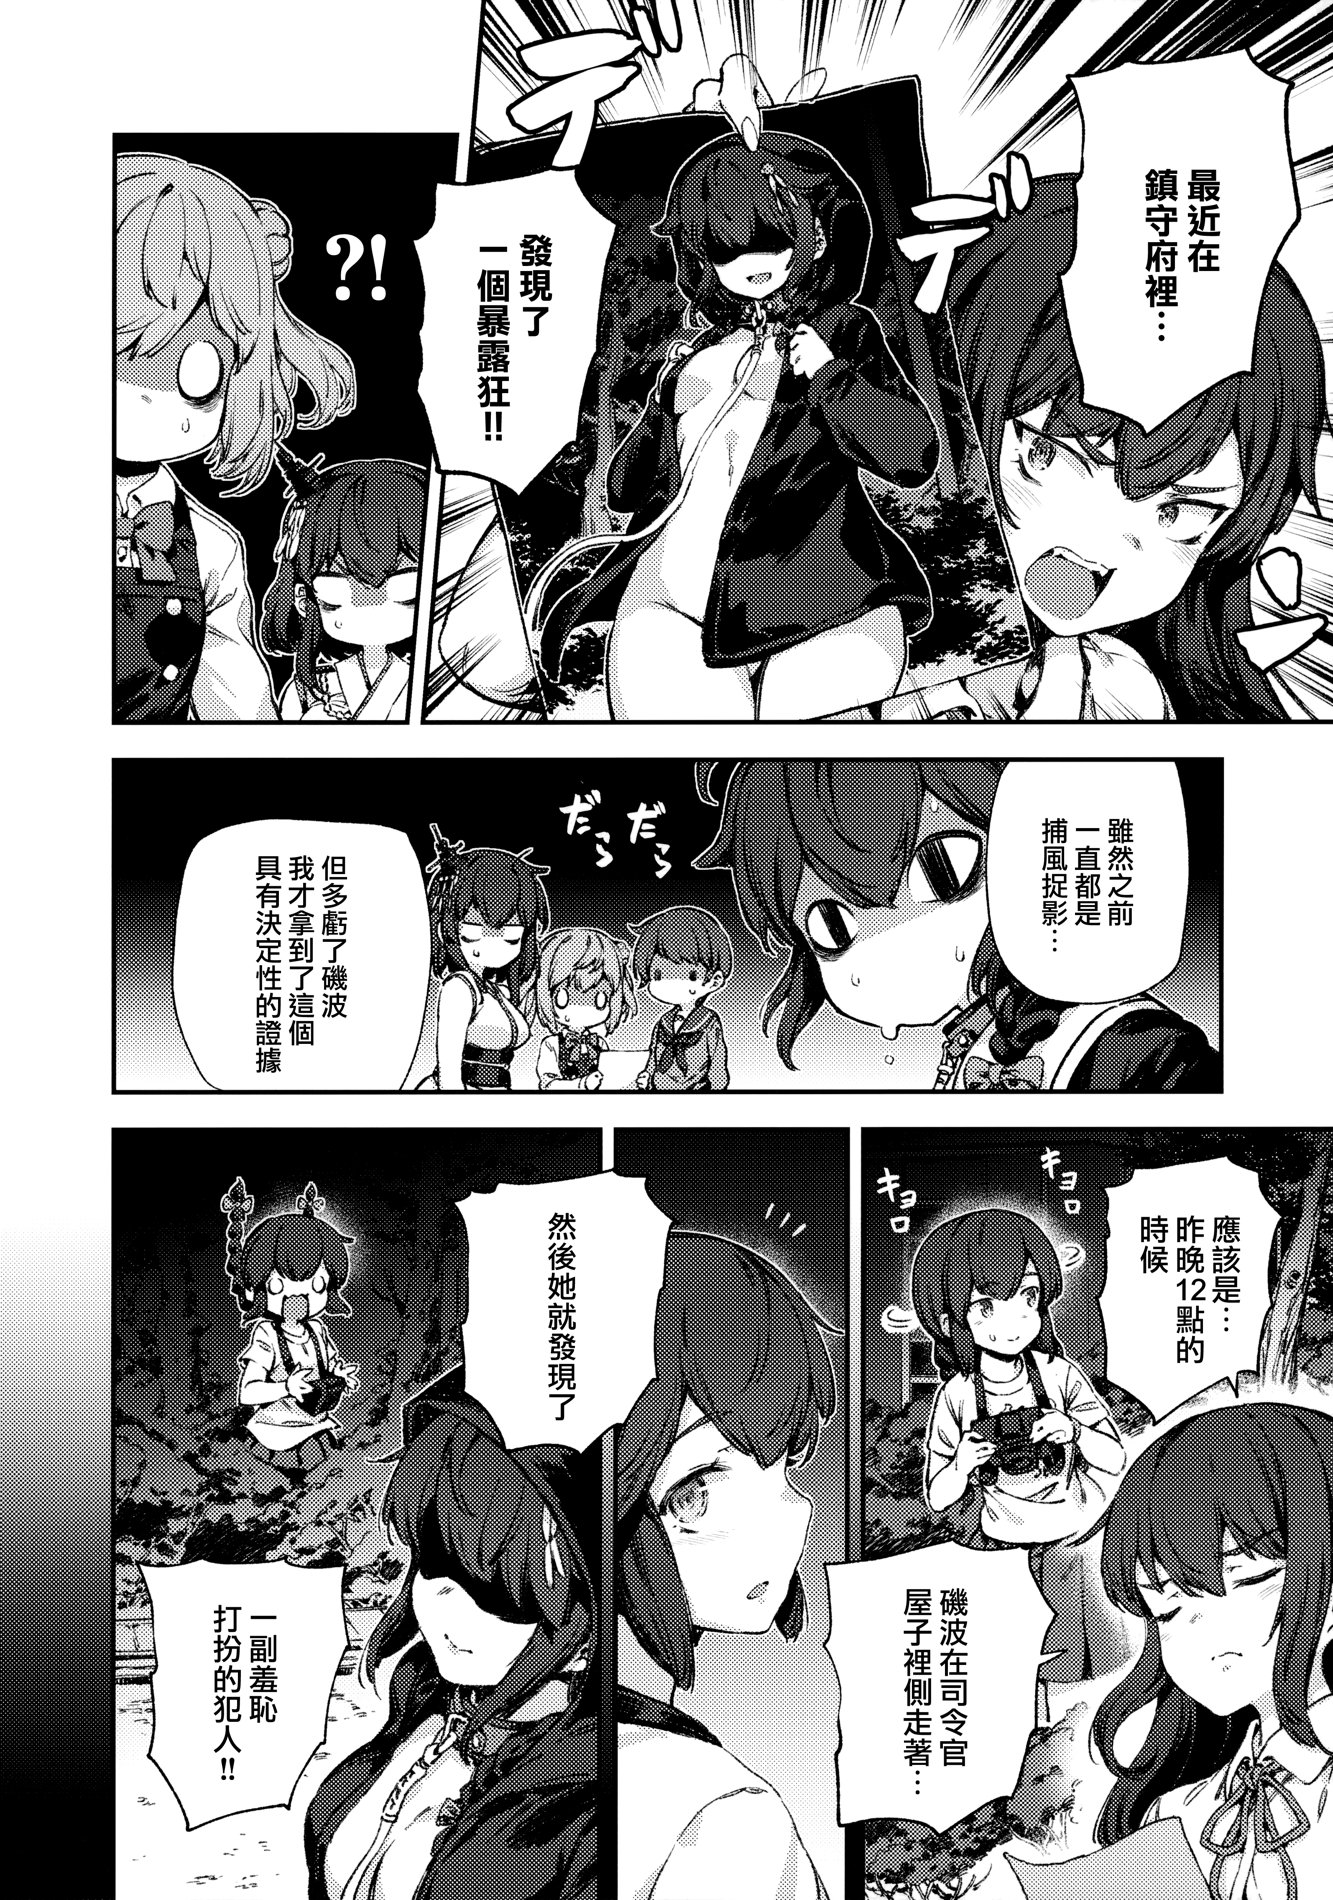 最近在
鎮守府裡…
デデーン
發現了
一個暴露狂!!
?!
雖然之前
一直都是
捕風捉影…
だらだら
但多虧了磯波
我才拿到了這個
具有決定性的證據
應該是…
昨晚12點的
時候
キョロ
キョロ
磯波在司令官
屋子裡側走著…
然後她就發現了
一副羞恥
打扮的犯人!!